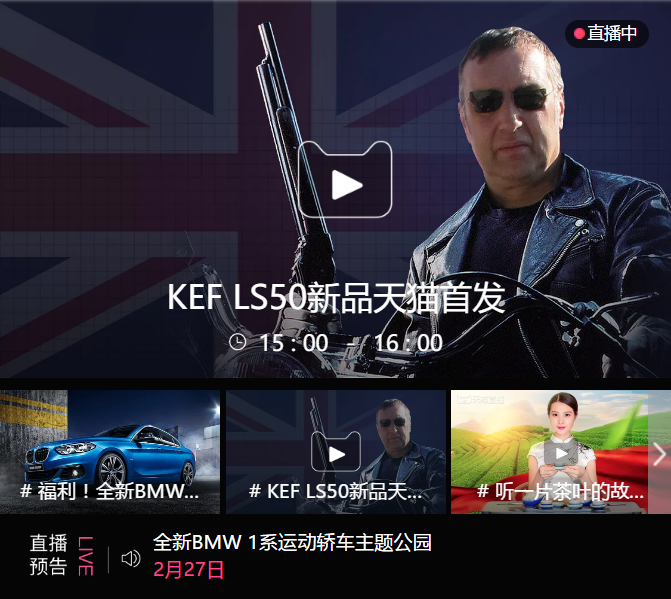 直播中
KEF LS50新品天猫首发
15 : 00 - 16 : 00
# 福利！全新BMW...
# KEF LS50新品天...
# 听一片茶叶的故...
直播
预告
LIVE
全新BMW 1系运动轿车主题公园
2月27日